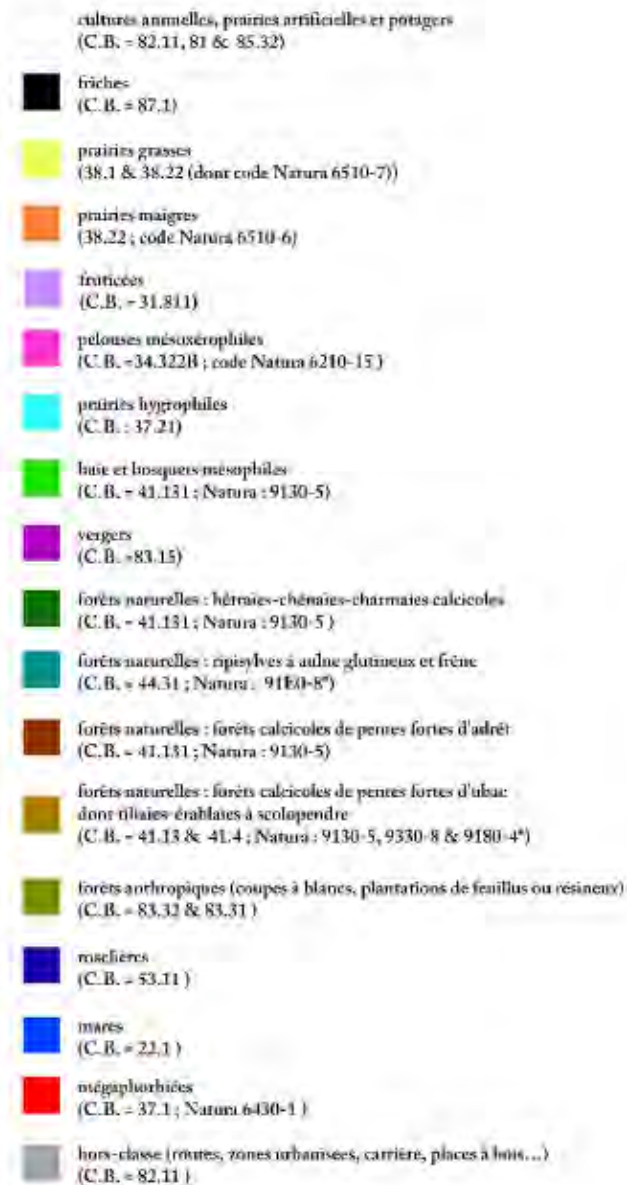 cultures annuelles, prairies artificielles et potagers
(C.B. = 82.11, 81 & 85.32)
friches
(C.B. = 87.1)
prairies grasses
(38.1 & 38.22 (dont code Natura 6510-7))
prairies maigres
(38.22 ; code Natura 6510-6)
fruticées
(C.B. = 31.811)
pelouses mésoxérophiles
(C.B. =34.322B ; code Natura 6210-15 )
prairies hygrophiles
(C.B. : 37.21)
haie et bosquets mésophiles
(C.B. = 41.131 ; Natura : 9130-5)
vergers
(C.B. =83.15)
forêts naturelles : hêtraies-chênaies-charmaies calcicoles
(C.B. = 41.131 ; Natura : 9130-5 )
forêts naturelles : ripisylves à aulne glutineux et frêne
(C.B. = 44.31 ; Natura : 91E0-8*)
forêts naturelles : forêts calcicoles de pentes fortes d'adrêt
(C.B. = 41.131 ; Natura : 9130-5)
forêts naturelles : forêts calcicoles de pentes fortes d'ubac
dont tiliaies-érablaies à scolopendre
(C.B. = 41.13 & 41.4 ; Natura : 9130-5, 9330-8 & 9180-4*)
forêts anthropiques (coupes à blancs, plantations de feuillus ou résineux)
(C.B. = 83.32 & 83.31 )
roselières
(C.B. = 53.11 )
mares
(C.B. = 22.1 )
mégaphorbiées
(C.B. = 37.1 ; Natura 6430-1 )
hors-classe (routes, zones urbanisées, carrière, places à bois...)
(C.B. = 82.11 )